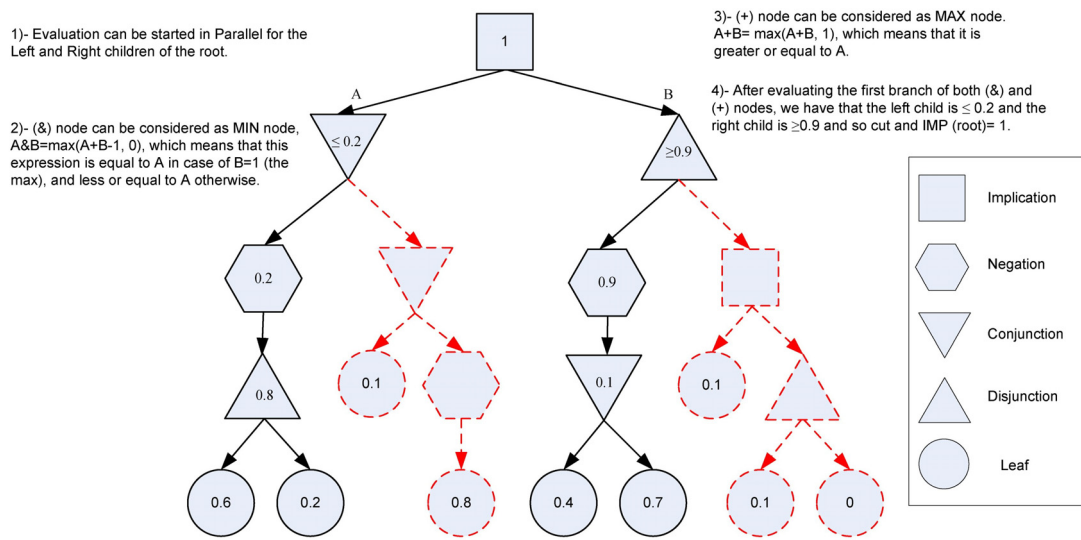 1)- Evaluation can be started in Parallel for the
Left and Right children of the root.
1
3)- (+) node can be considered as MAX node.
A+B= max(A+B, 1), which means that it is
greater or equal to A.
A
B
4)- After evaluating the first branch of both (&) and
(+) nodes, we have that the left child is ≤ 0.2 and the
right child is ≥0.9 and so cut and IMP (root)= 1.
2)- (&) node can be considered as MIN node,
A&B=max(A+B-1, 0), which means that this
expression is equal to A in case of B=1 (the
max), and less or equal to A otherwise.
≤ 0.2
≥0.9
Implication
0.2
0.9
Negation
Conjunction
0.1
0.1
0.8
0.1
Disjunction
Leaf
0.6
0.2
0.8
0.4
0.7
0.1
0